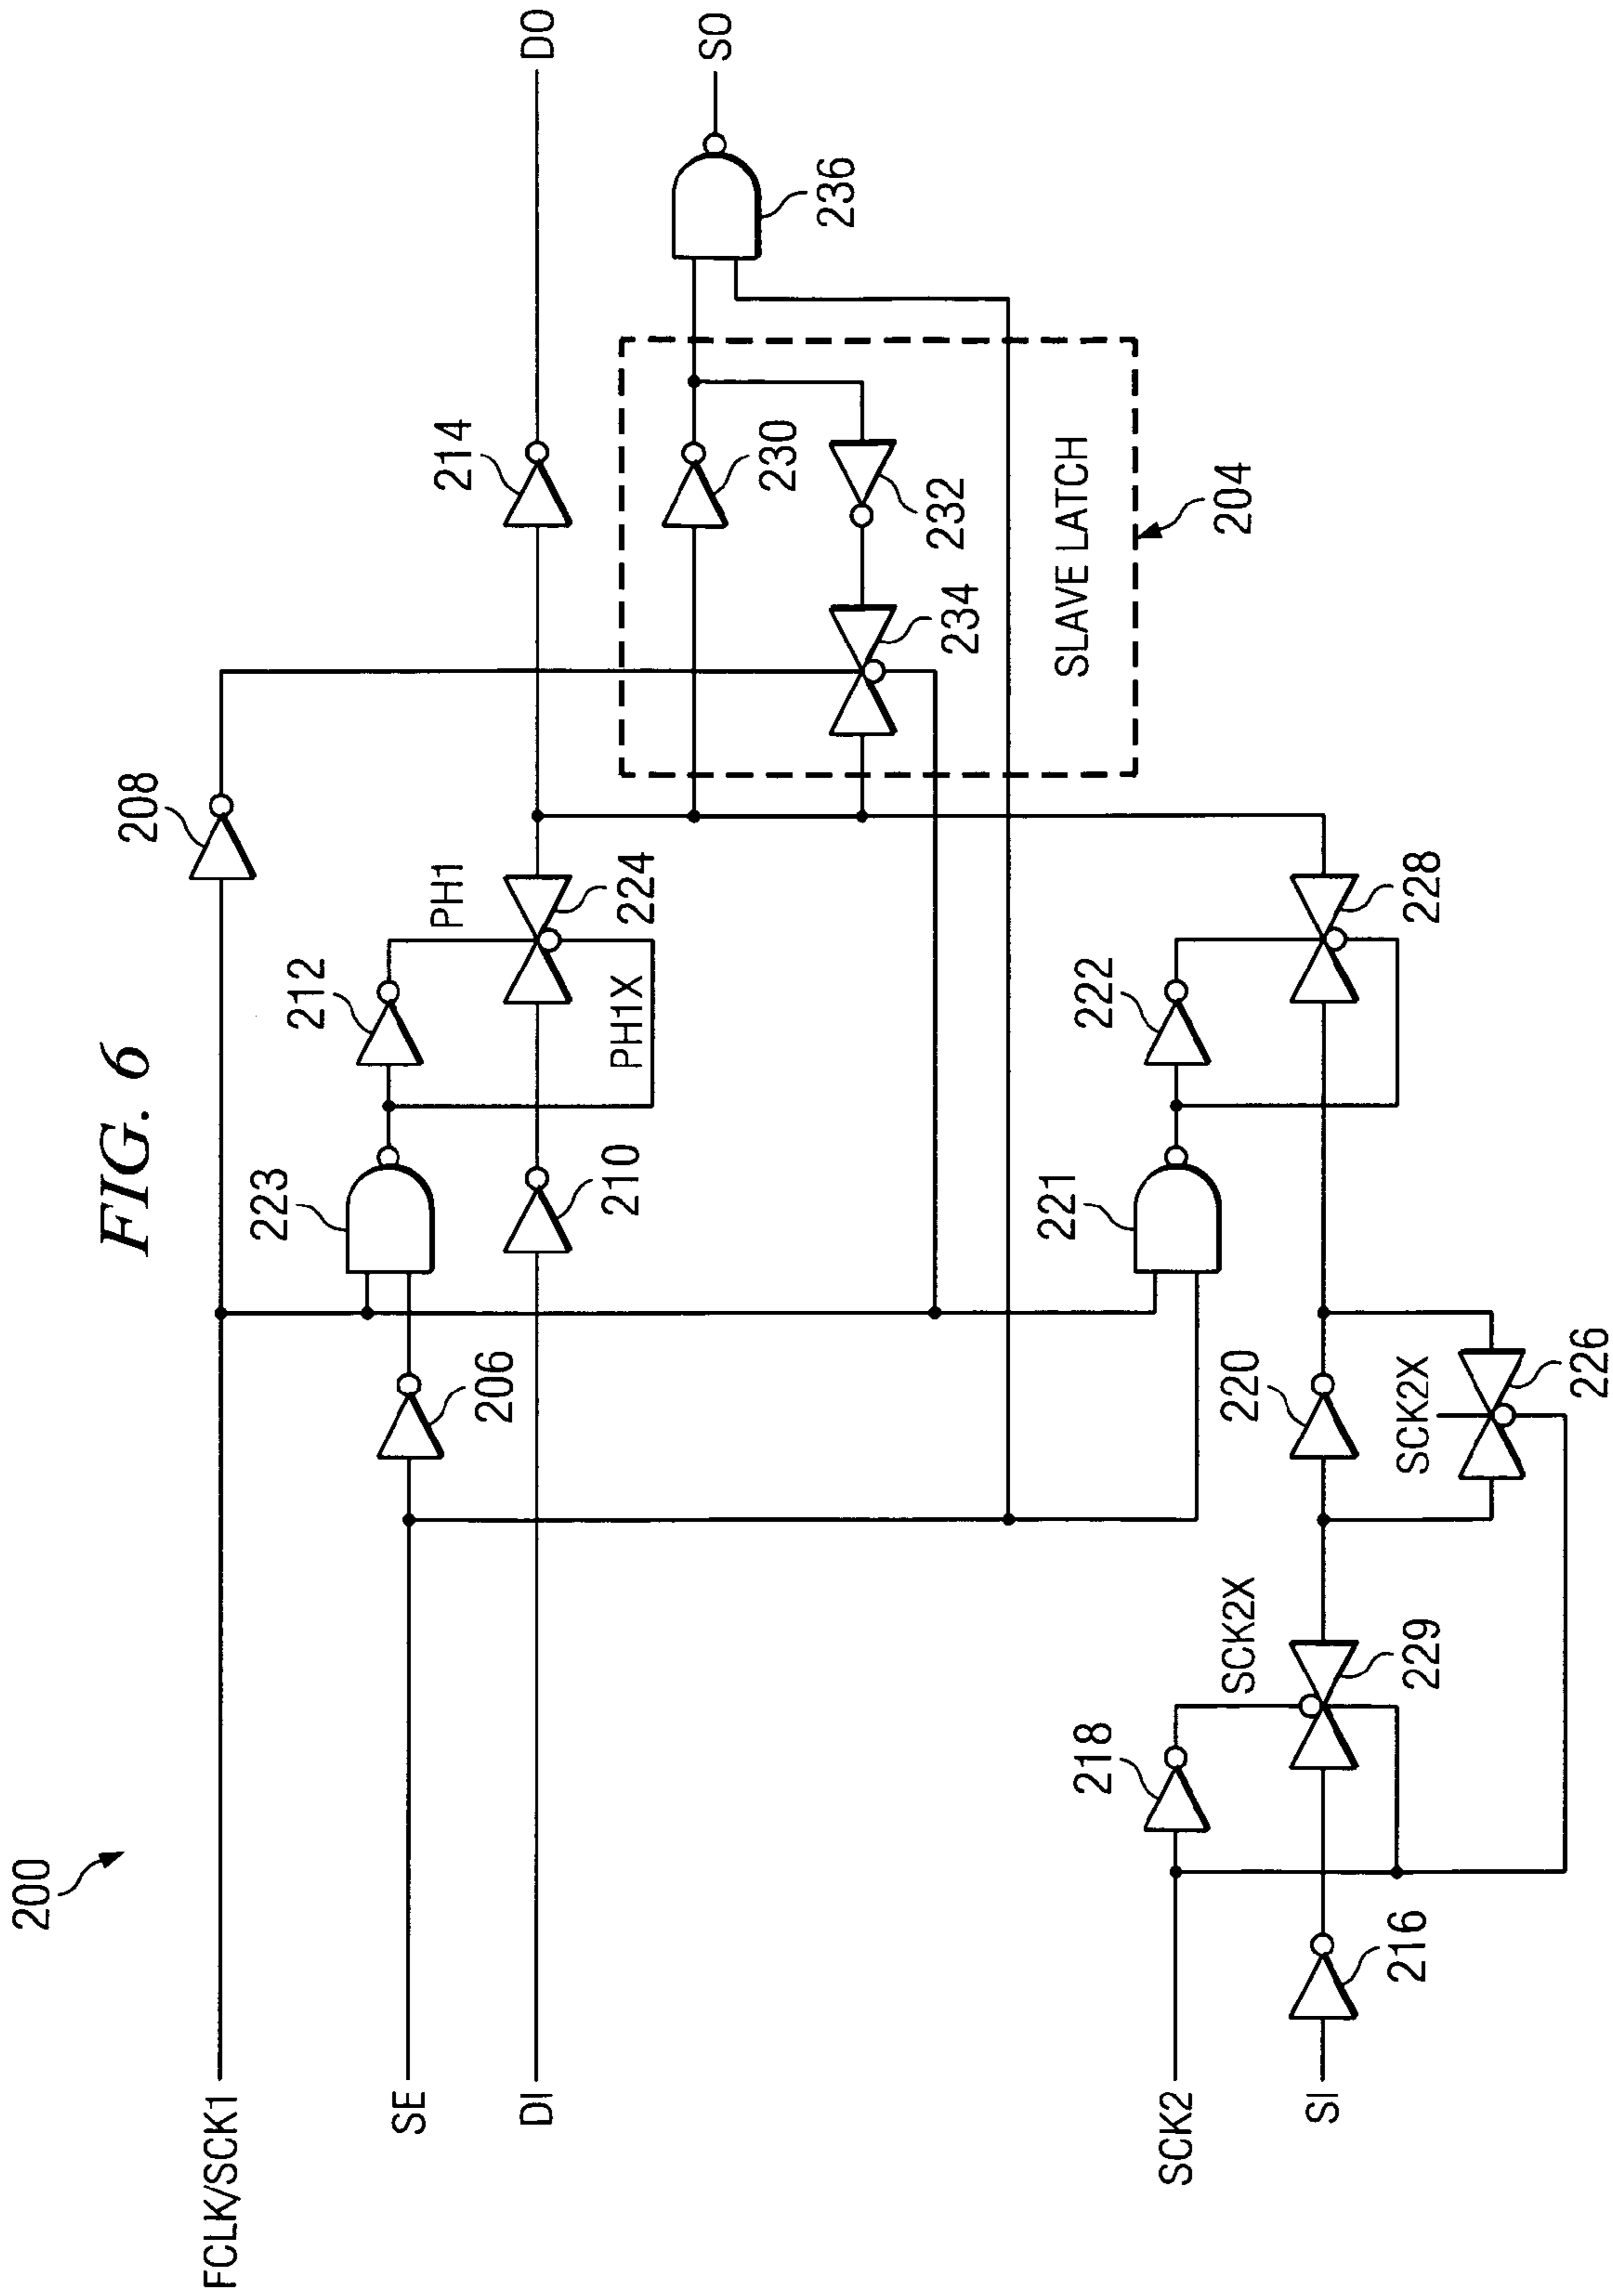 FIG. 6
200
FCLK/SCK1
208
SE
206
223
212
PH1
DI
210
PH1X
224
214
DO
230
232
234
SLAVE LATCH
204
236
SO
SCK2
218
SCK2X
229
SI
216
220
SCK2X
226
221
222
228